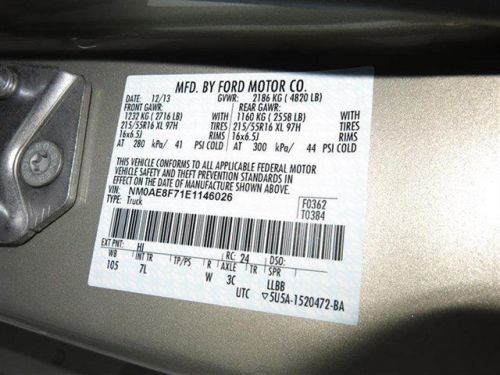 MFD. BY FORD MOTOR CO.
DATE: 12/13 GVWR: 2186 KG ( 4820 LB)
FRONT GAWR: REAR GAWR:
1232 KG ( 2716 LB) WITH 1160 KG ( 2558 LB) WITH
215/55R16 XL 97H TIRES 215/55R16 XL 97H TIRES
16x6.5J RIMS 16x6.5J RIMS
AT 280 kPa/ 41 PSI COLD AT 300 kPa/ 44 PSI COLD
THIS VEHICLE CONFORMS TO ALL APPLICABLE FEDERAL MOTOR
VEHICLE SAFETY AND BUMPER STANDARDS IN
EFFECT ON THE DATE OF MANUFACTURE SHOWN ABOVE.
VIN: NM0AE8F71E1146026
TYPE: Truck
F0362
T0384
EXT PNT: HI RC: 24 DSO:
WB INT TR TP/PS R AXLE TR SPR
105 7L W 3C LLBB
UTC ▽5U5A-1520472-BA